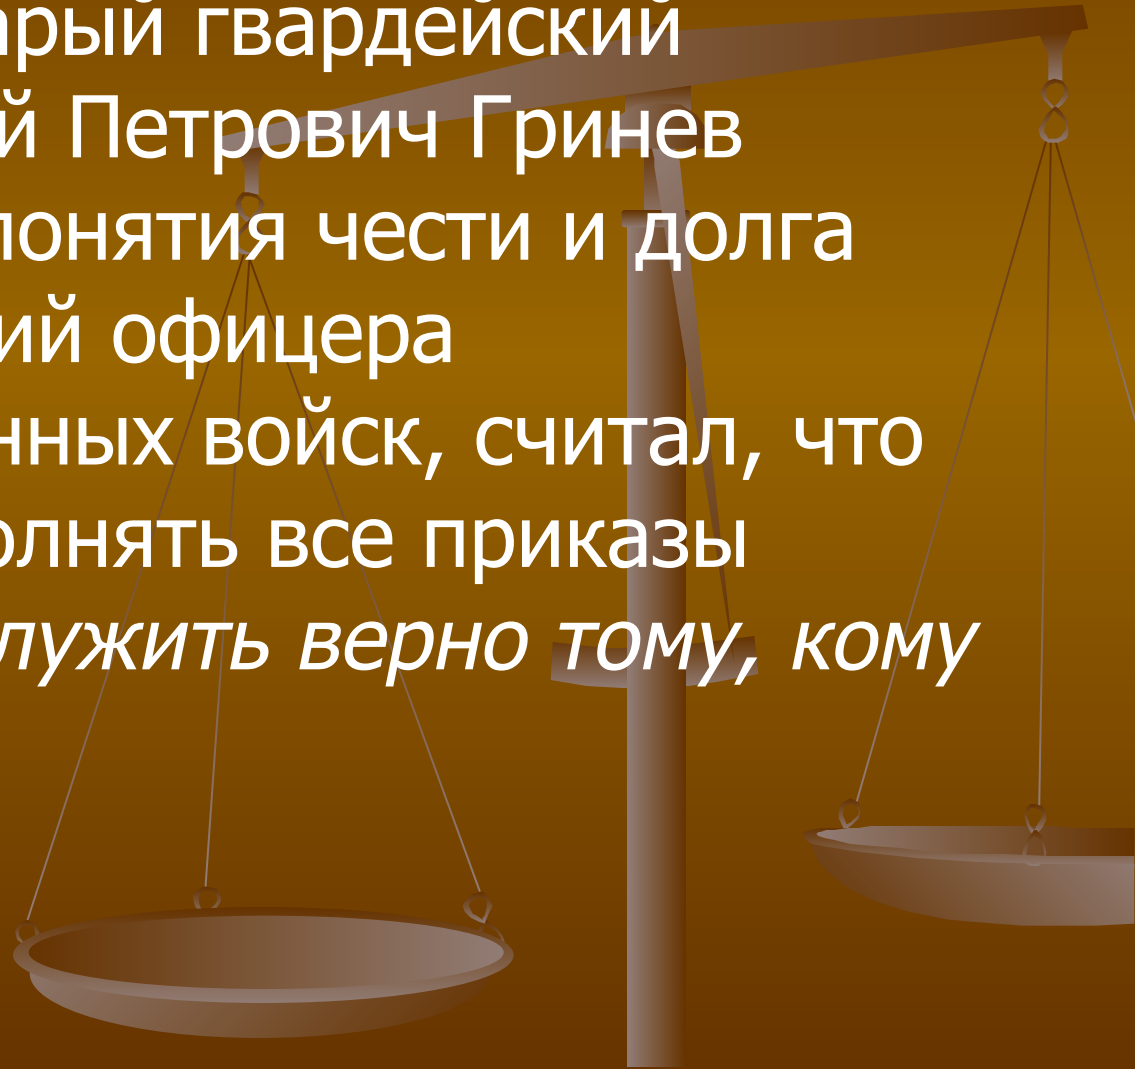 арый гвардейский
й Петрович Гринев
понятия чести и долга
ий офицера
нных войск, считал, что
олнять все приказы
лужить верно тому, кому